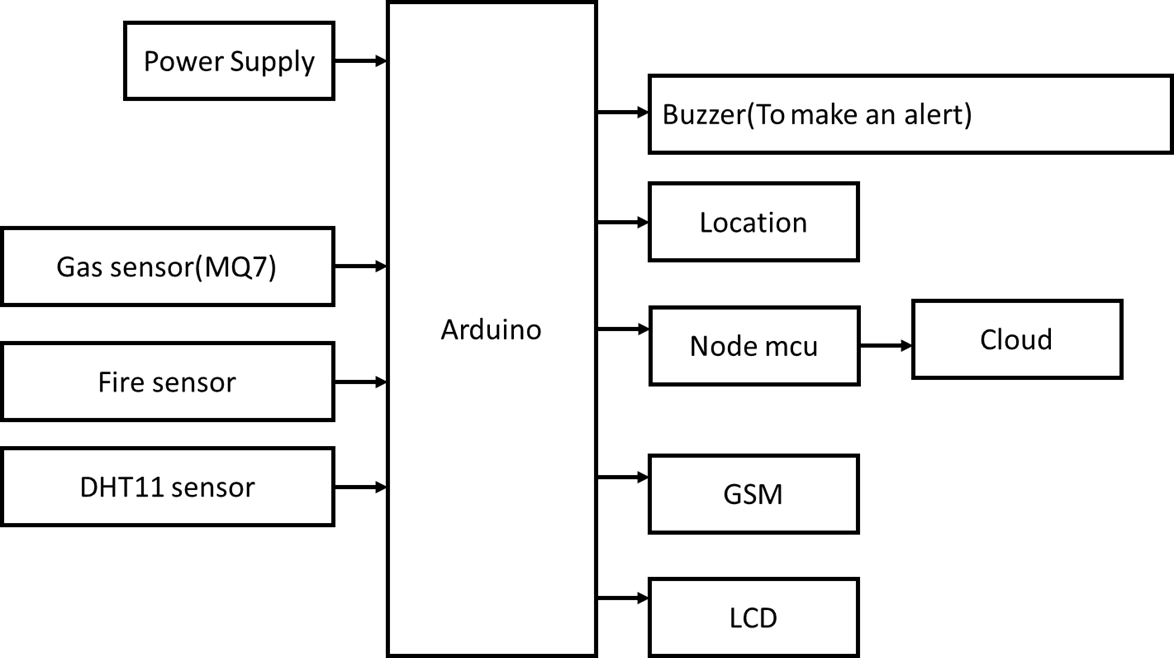 Power Supply
Gas sensor(MQ7)
Fire sensor
DHT11 sensor
Arduino
Buzzer(To make an alert)
Location
Node mcu
Cloud
GSM
LCD